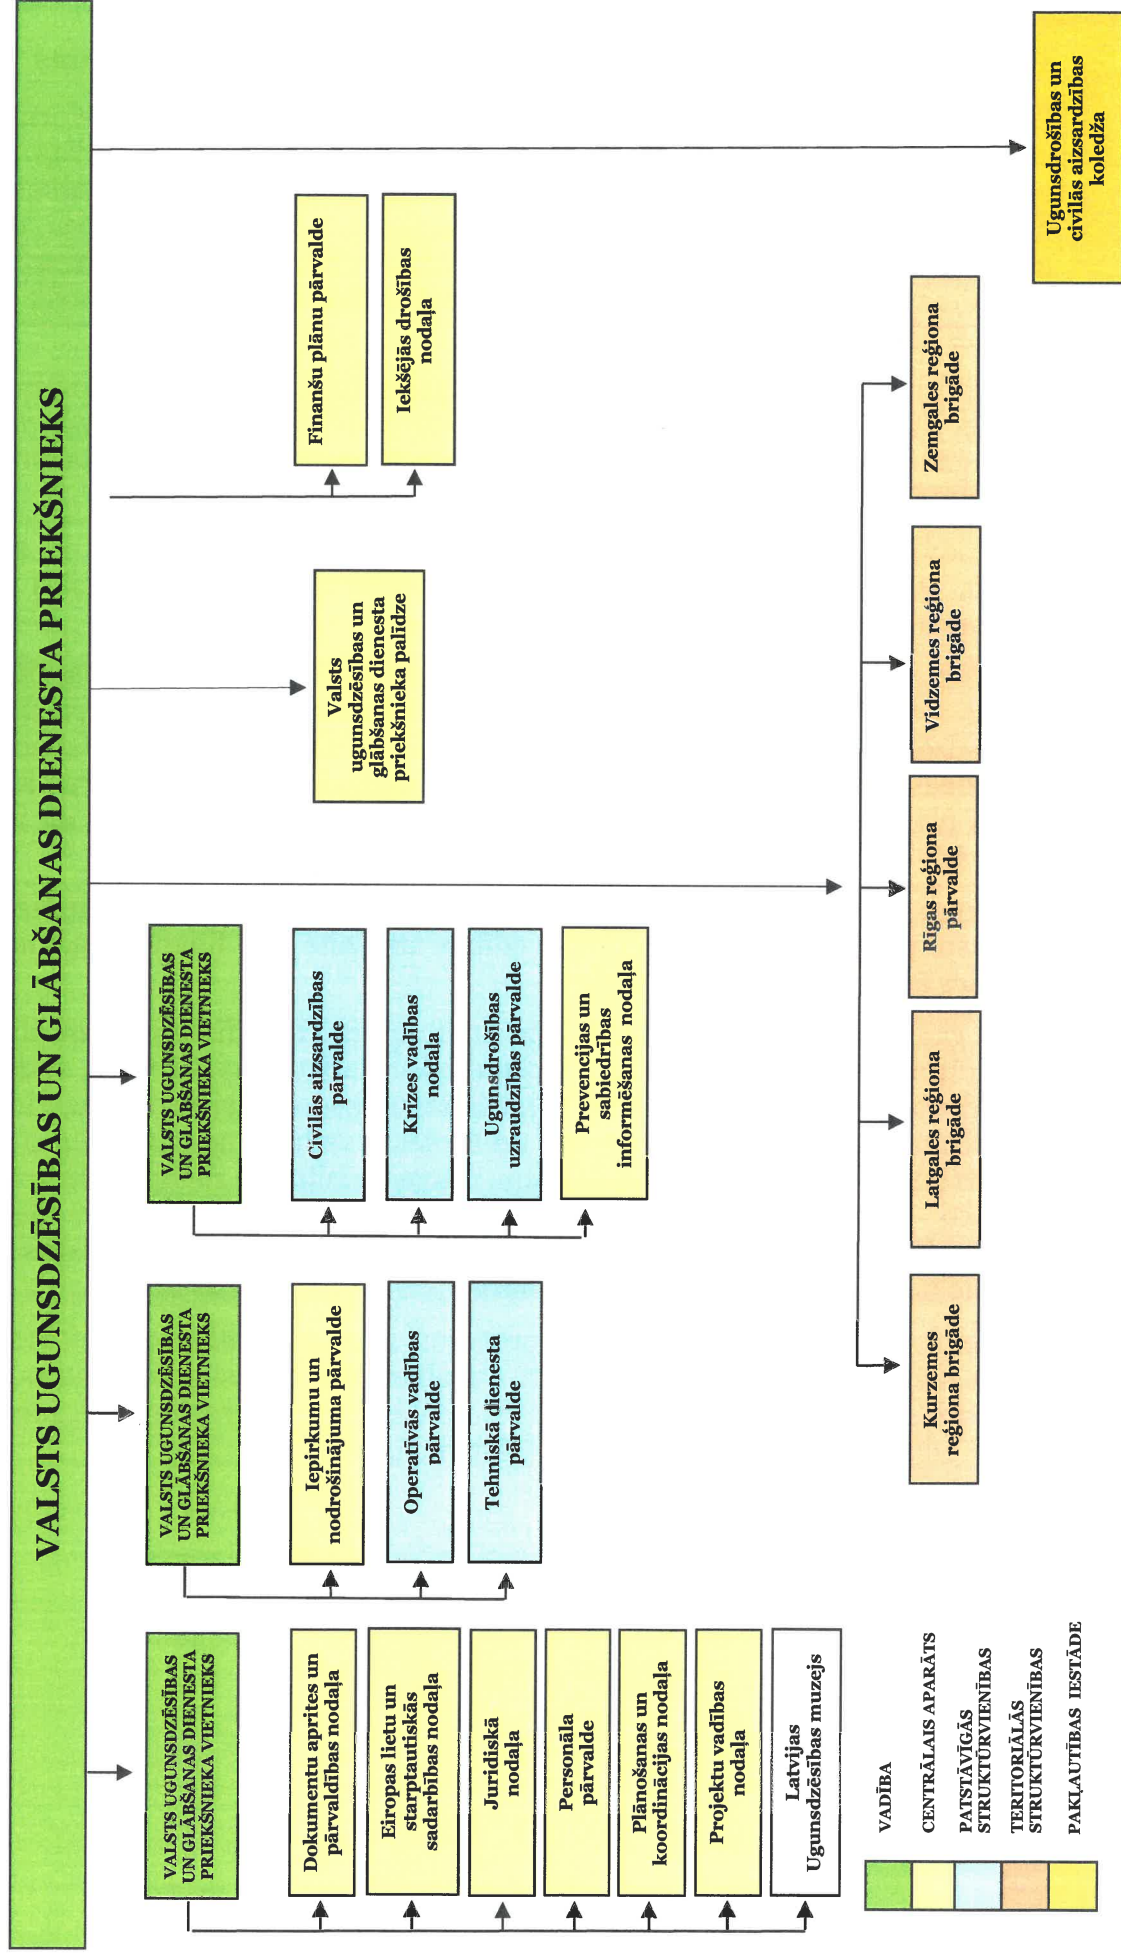 VALSTS UGUNSDZĒSĪBAS UN GLĀBŠANAS DIENESTA PRIEKŠNIEKS
VALSTS UGUNSDZĒSĪBAS
UN GLĀBŠANAS DIENESTA
PRIEKŠNIEKA VIETNIEKS
Dokumentu aprites un
pārvaldības nodaļa
Eiropas lietu un
starptautiskās
sadarbības nodaļa
Juridiskā
nodaļa
Personāla
pārvalde
Plānošanas un
koordinācijas nodaļa
Projektu vadības
nodaļa
Latvijas
Ugunsdzēsības muzejs
VALSTS UGUNSDZĒSĪBAS
UN GLĀBŠANAS DIENESTA
PRIEKŠNIEKA VIETNIEKS
Iepirkumu un
nodrošinājuma pārvalde
Operatīvās vadības
pārvalde
Tehniskā dienesta
pārvalde
VALSTS UGUNSDZĒSĪBAS
UN GLĀBŠANAS DIENESTA
PRIEKŠNIEKA VIETNIEKS
Civilās aizsardzības
pārvalde
Krīzes vadības
nodaļa
Ugunsdrošības
uzraudzības pārvalde
Prevencijas un
sabiedrības
informēšanas nodaļa
Valsts
ugunsdzēsības un
glābšanas dienesta
priekšnieka palīdze
Finanšu plānu pārvalde
Iekšējās drošības
nodaļa
Kurzemes
reģiona brigāde
Latgales reģiona
brigāde
Rīgas reģiona
pārvalde
Vidzemes reģiona
brigāde
Zemgales reģiona
brigāde
Ugunsdrošības un
civilās aizsardzības
koledža
VADĪBA
CENTRĀLAIS APARĀTS
PATSTĀVĪGĀS
STRUKTŪRVIENĪBAS
TERITORIĀLĀS
STRUKTŪRVIENĪBAS
PAKĻAUTĪBAS IESTĀDE